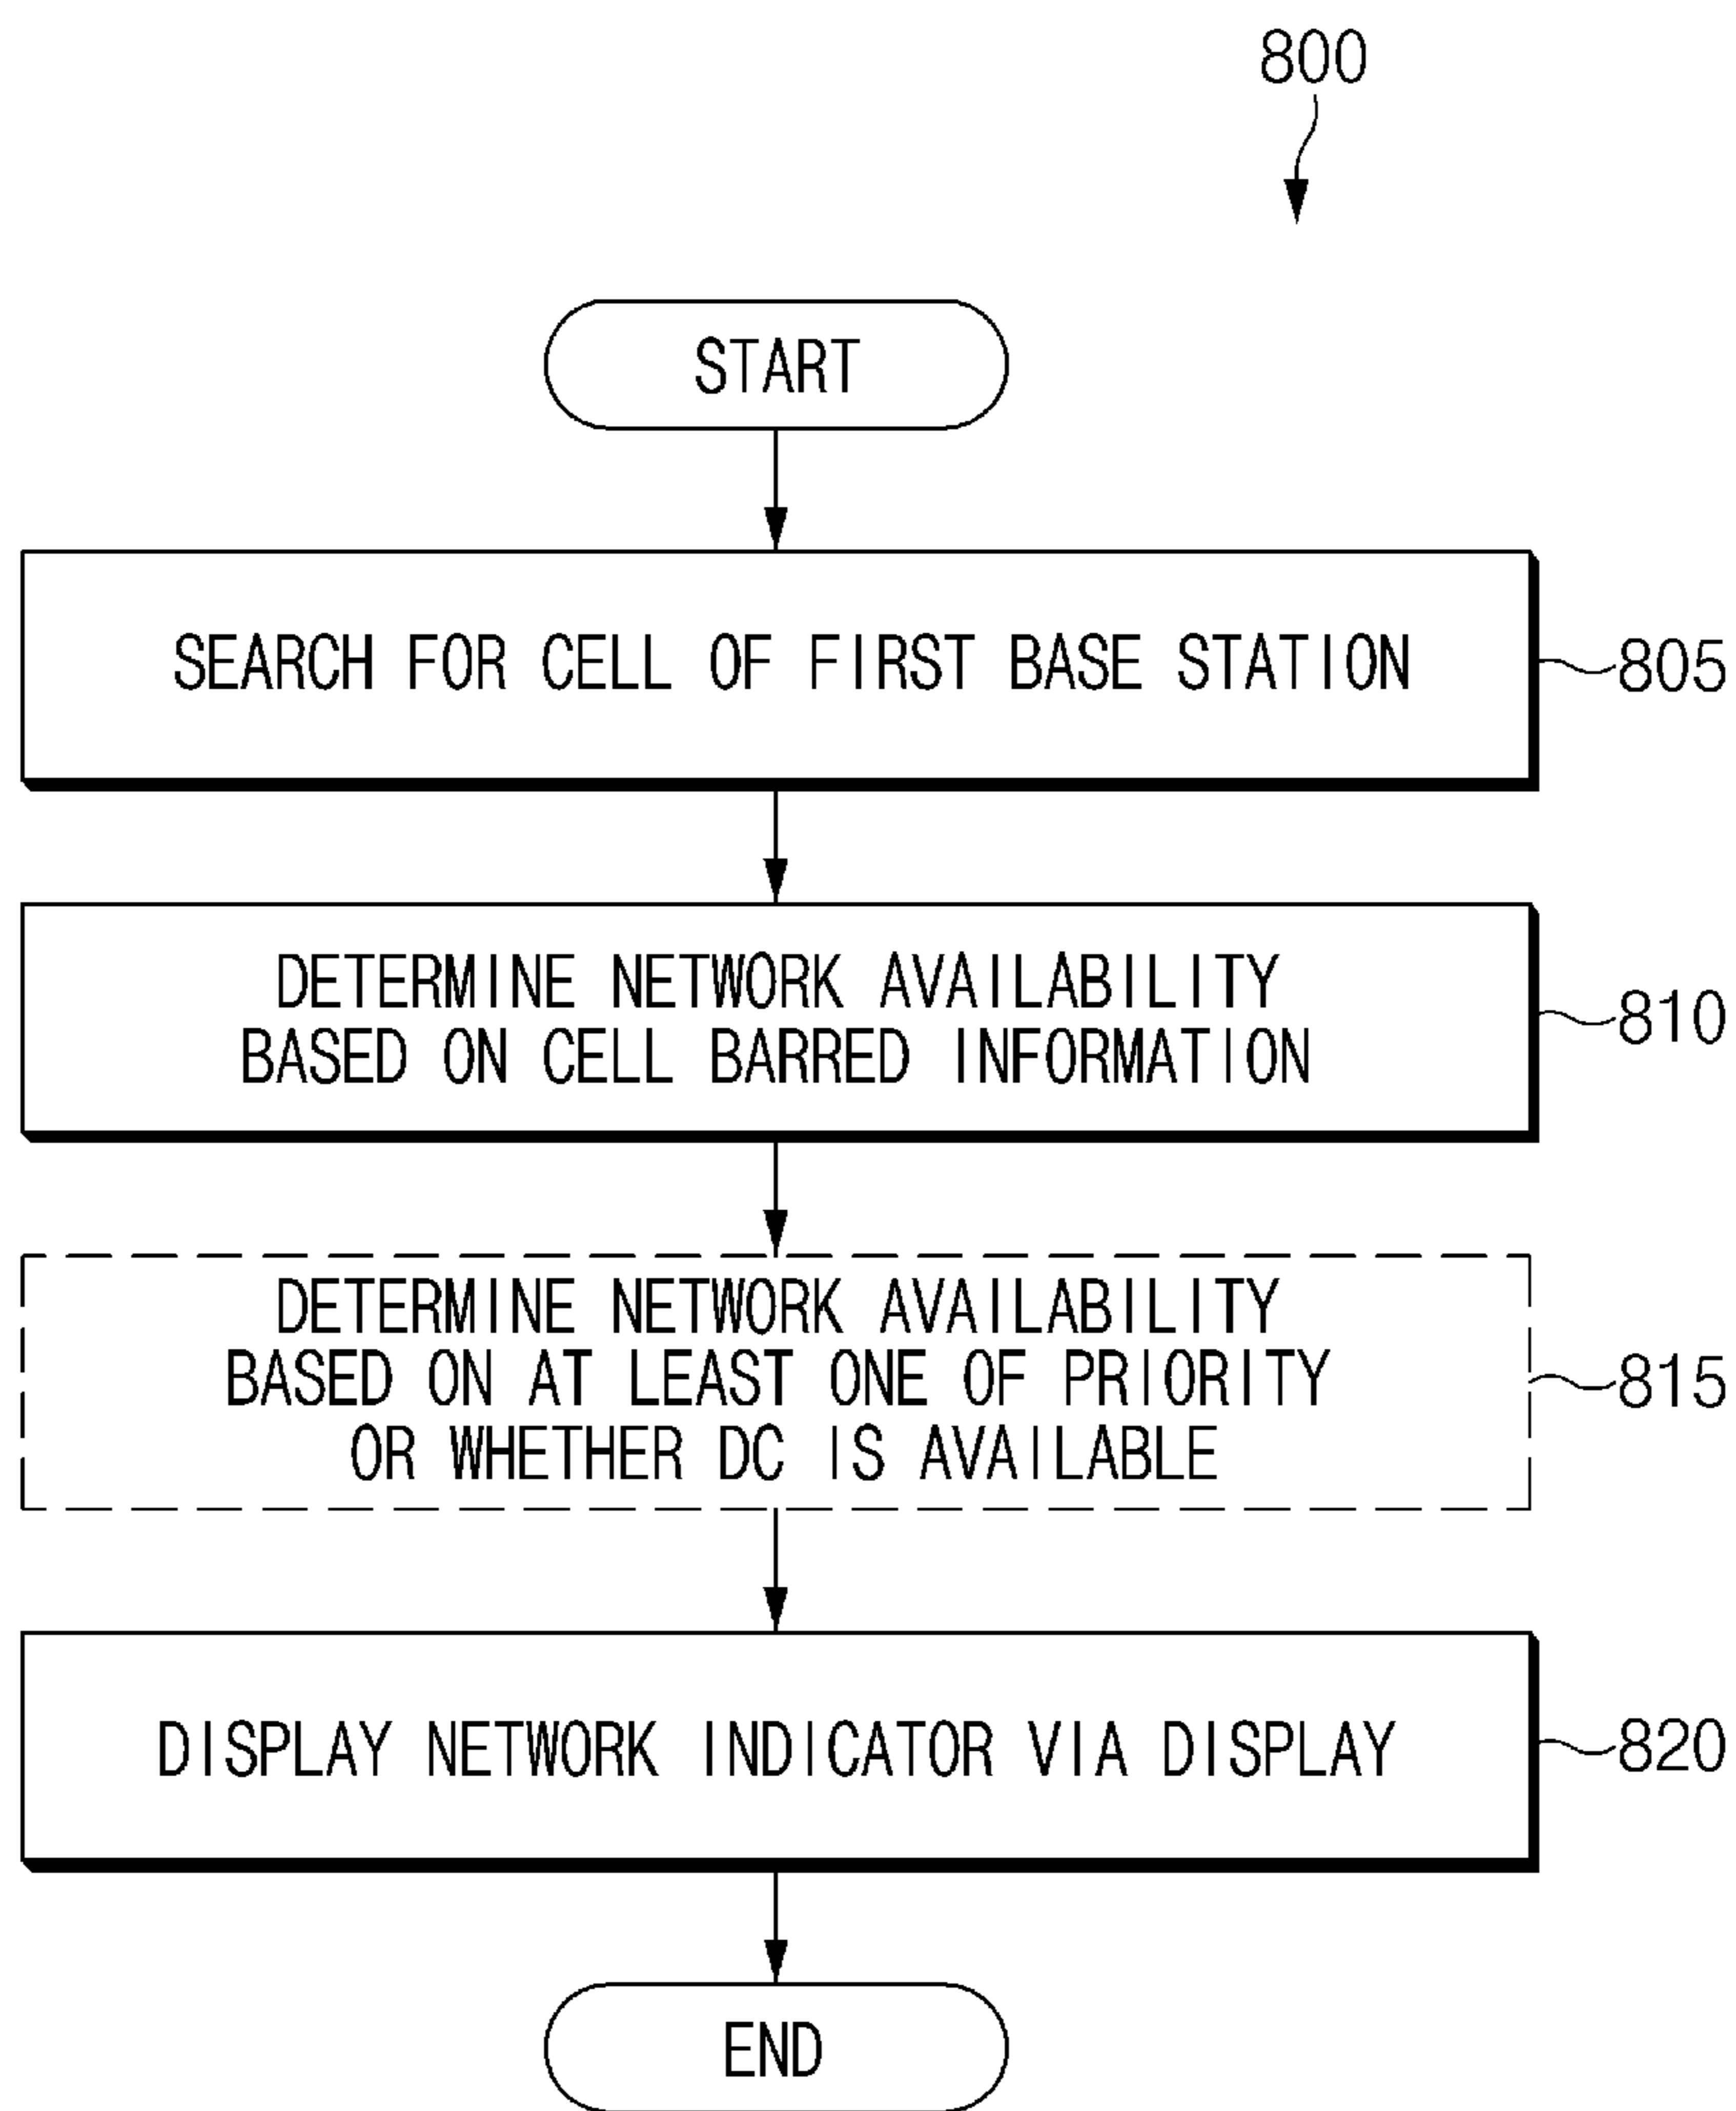 800
START
SEARCH FOR CELL OF FIRST BASE STATION
805
DETERMINE NETWORK AVAILABILITY
BASED ON CELL BARRED INFORMATION
810
DETERMINE NETWORK AVAILABILITY
BASED ON AT LEAST ONE OF PRIORITY
OR WHETHER DC IS AVAILABLE
815
DISPLAY NETWORK INDICATOR VIA DISPLAY
820
END